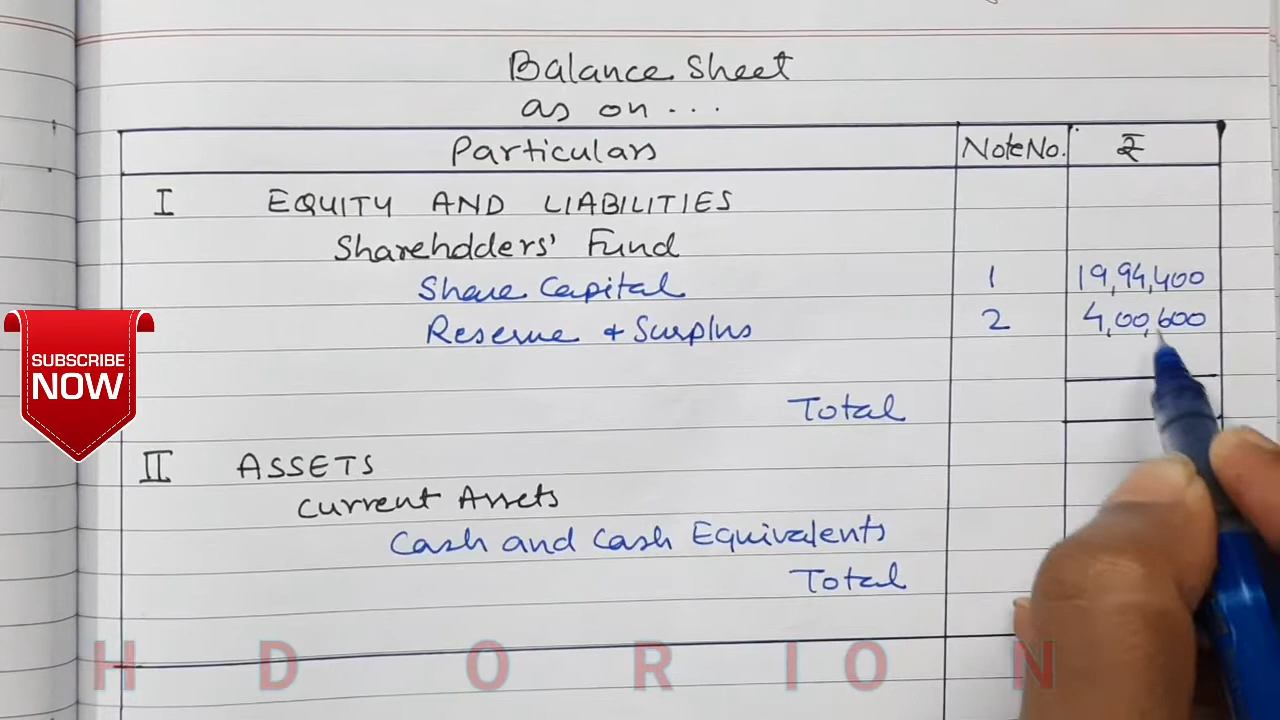 Balance Sheet
as on ...
Particulars Note No. ₹
I EQUITY AND LIABILITIES
Shareholders' Fund
Share Capital 1 19,94,400
Reserve & Surplus 2 4,00,600
Total
II ASSETS
Current Assets
Cash and Cash Equivalents
Total
SUBSCRIBE
NOW
H D O R I O N